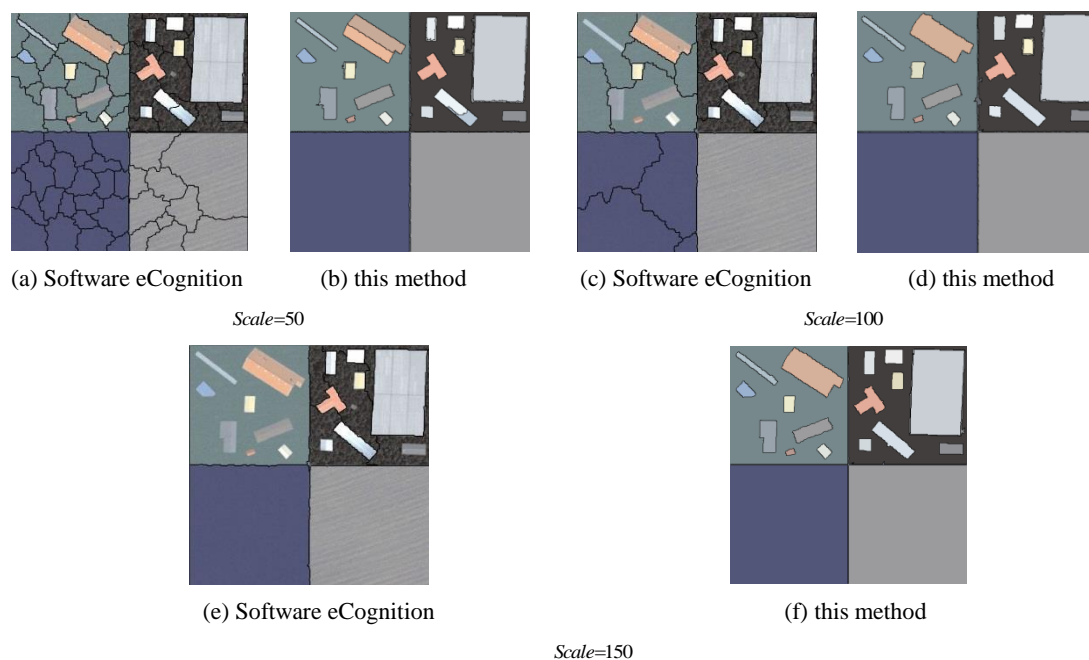 (a) Software eCognition (b) this method (c) Software eCognition (d) this method
Scale=50 Scale=100
(e) Software eCognition (f) this method
Scale=150